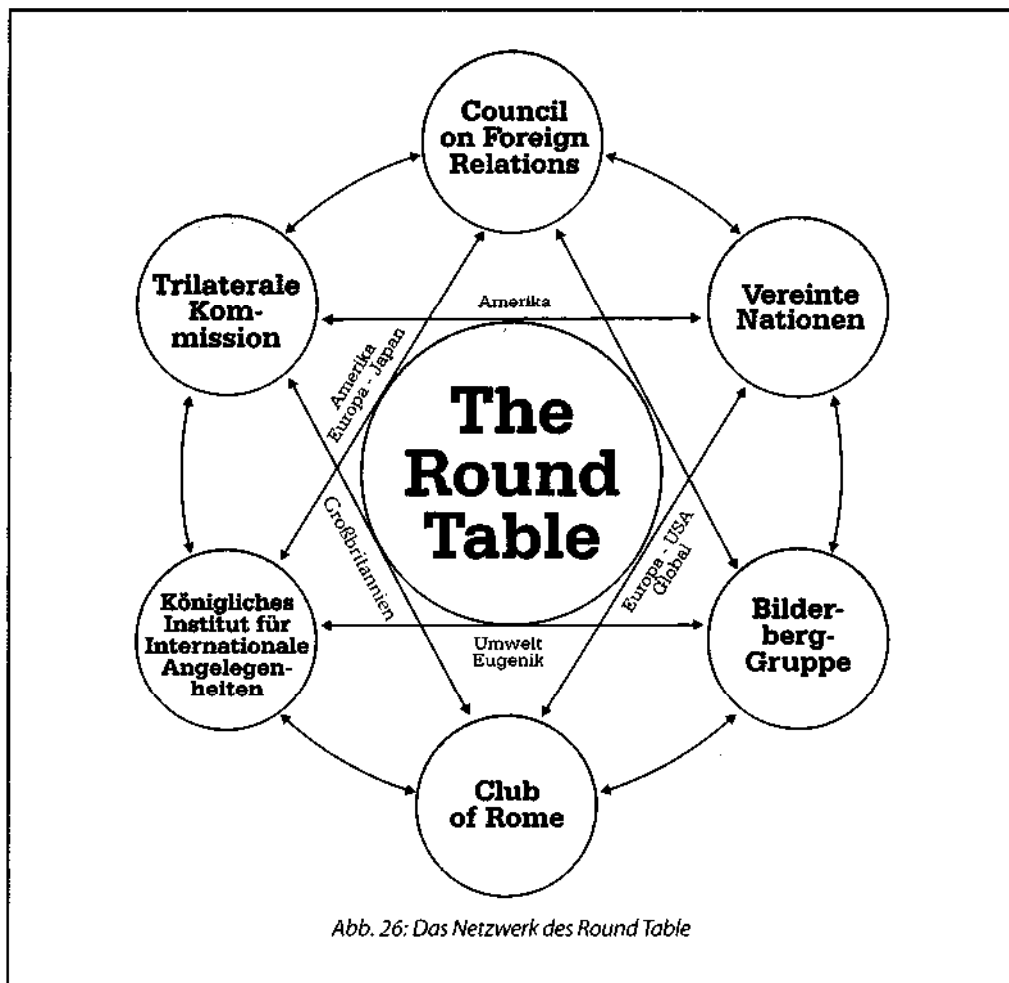 Council
on Foreign
Relations
Trilaterale
Kom-
mission
Vereinte
Nationen
Amerika
Amerika
Europa - Japan
The
Round
Table
Großbritannien
Europa - USA
Global
Königliches
Institut für
Internationale
Angelegen-
heiten
Umwelt
Eugenik
Bilder-
berg-
Gruppe
Club
of Rome
Abb. 26: Das Netzwerk des Round Table